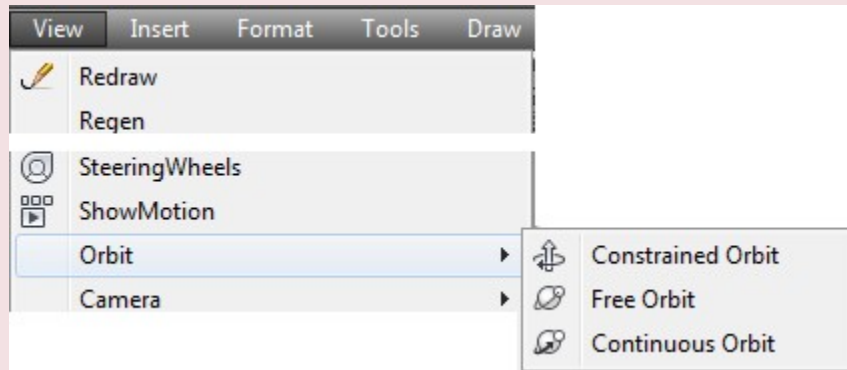 View Insert Format Tools Draw
Redraw
Regen
SteeringWheels
ShowMotion
Orbit
Camera
Constrained Orbit
Free Orbit
Continuous Orbit